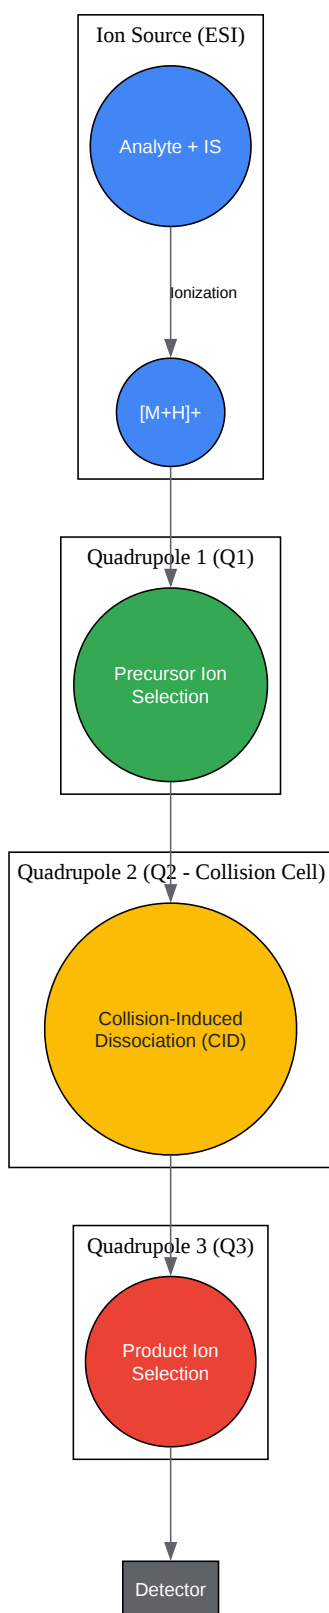 Ion Source (ESI)
Analyte + IS
Ionization
[M+H]+
Quadrupole 1 (Q1)
Precursor Ion
Selection
Quadrupole 2 (Q2 - Collision Cell)
Collision-Induced
Dissociation (CID)
Quadrupole 3 (Q3)
Product Ion
Selection
Detector